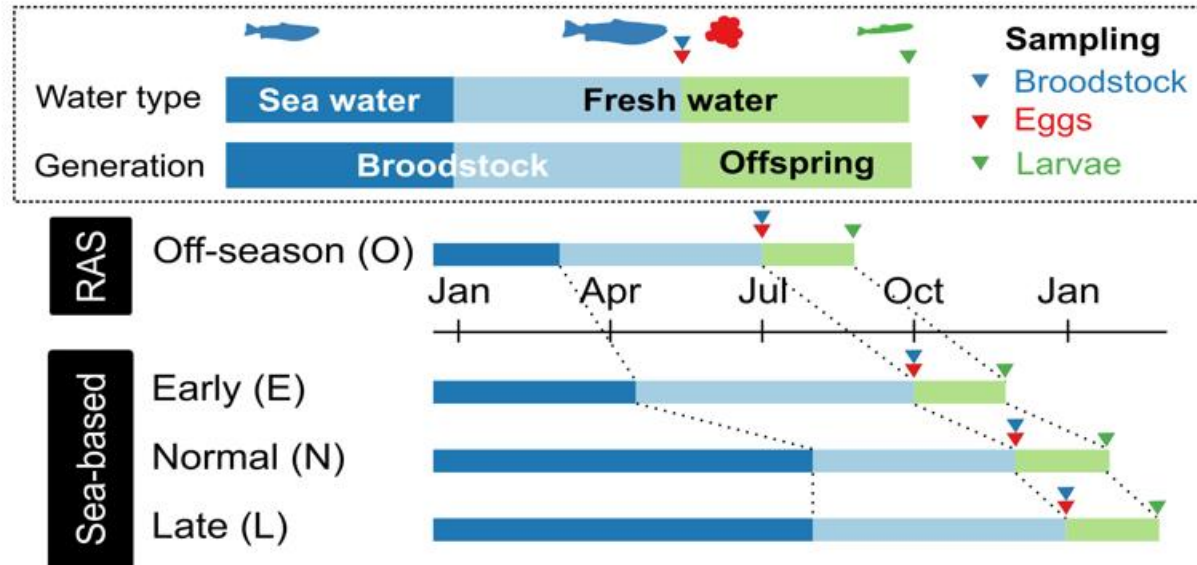 Sampling
Water type
Sea water
Fresh water
Broodstock
Eggs
Generation
Broodstock
Offspring
Larvae
RAS
Off-season (O)
Jan Apr Jul Oct Jan
Sea-based
Early (E)
Normal (N)
Late (L)